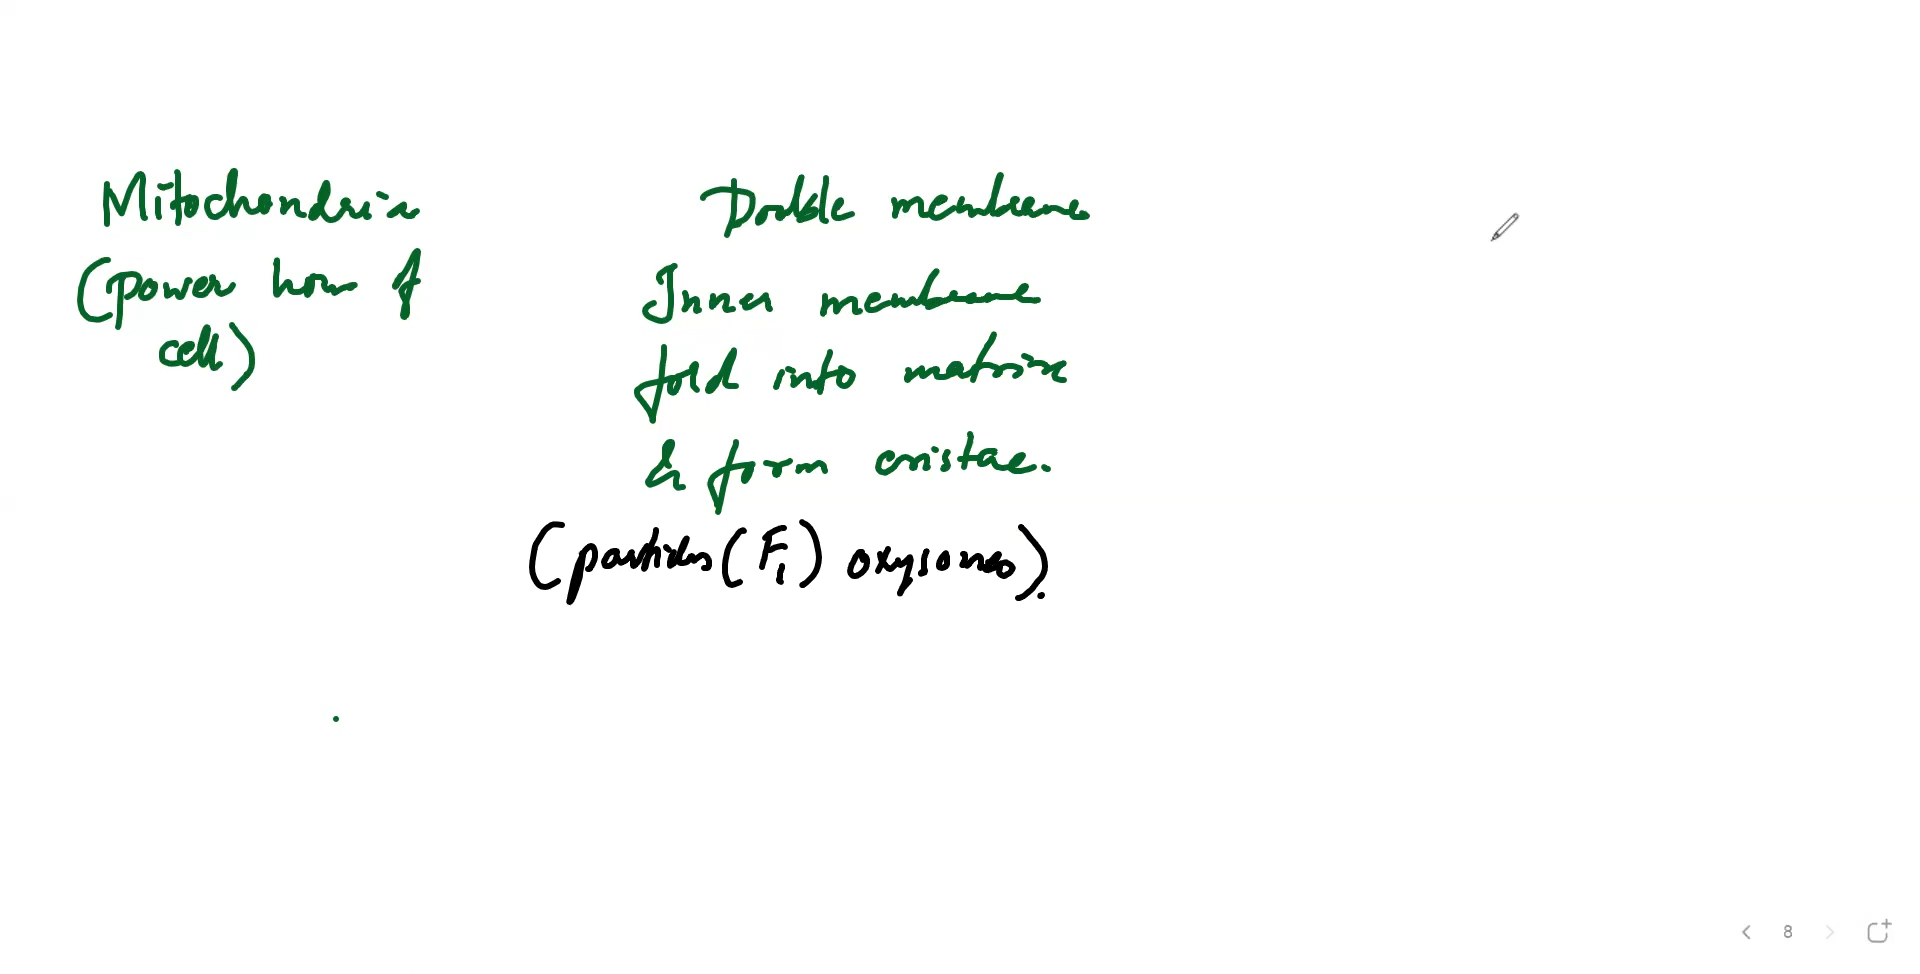 Mitochondria
(power house of
cell)
Double membrane
Inner membrane
fold into matrix
& form cristae.
(particles (F₁) oxysomes).
8